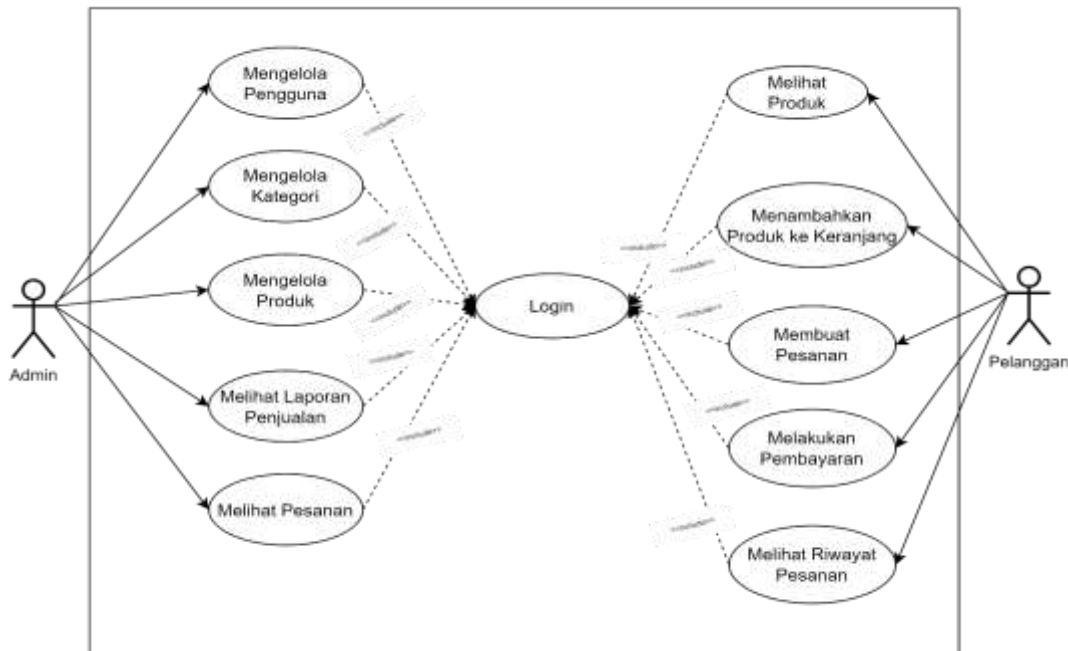 Mengelola
Pengguna
Mengelola
Kategori
Mengelola
Produk
Melihat Laporan
Penjualan
Melihat Pesanan
Admin
Login
Melihat
Produk
Menambahkan
Produk ke Keranjang
Membuat
Pesanan
Melakukan
Pembayaran
Melihat Riwayat
Pesanan
Pelanggan